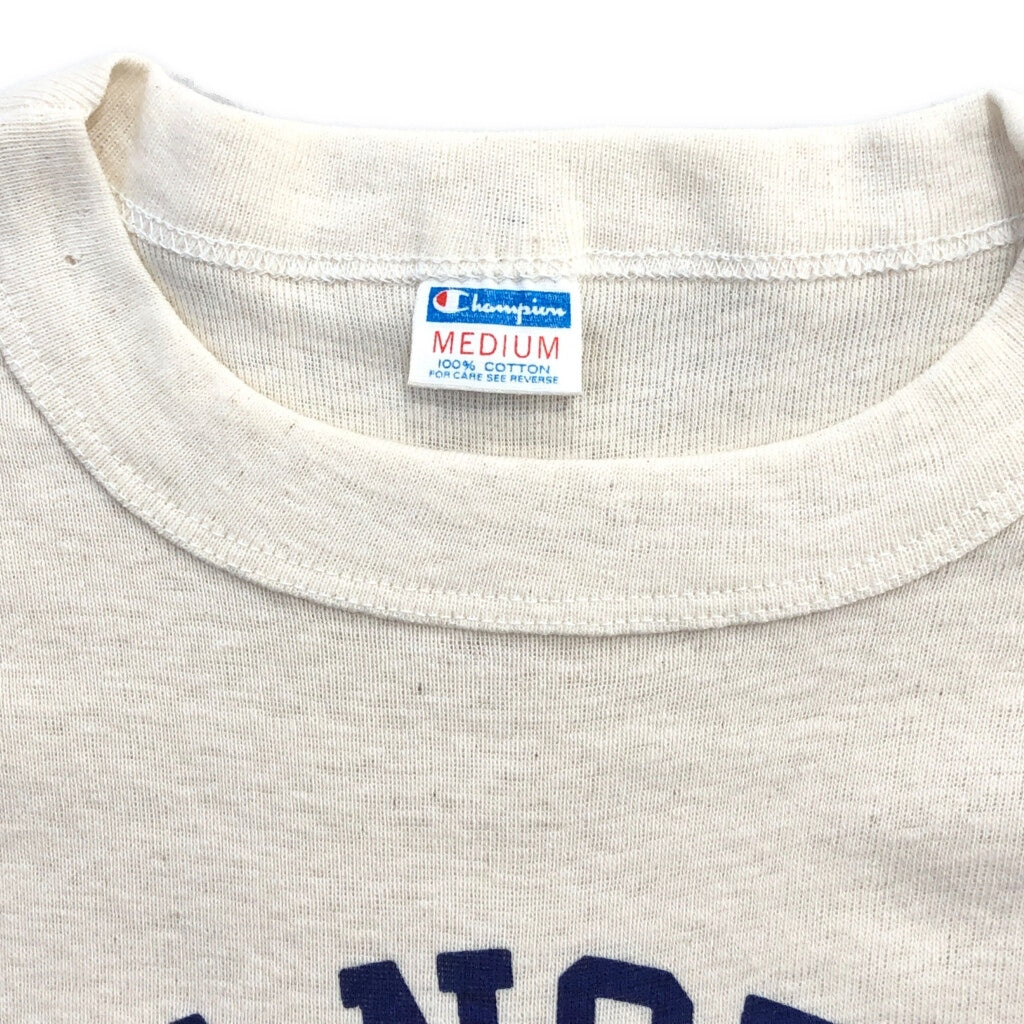 Champion
MEDIUM
100% COTTON
FOR CARE SEE REVERSE